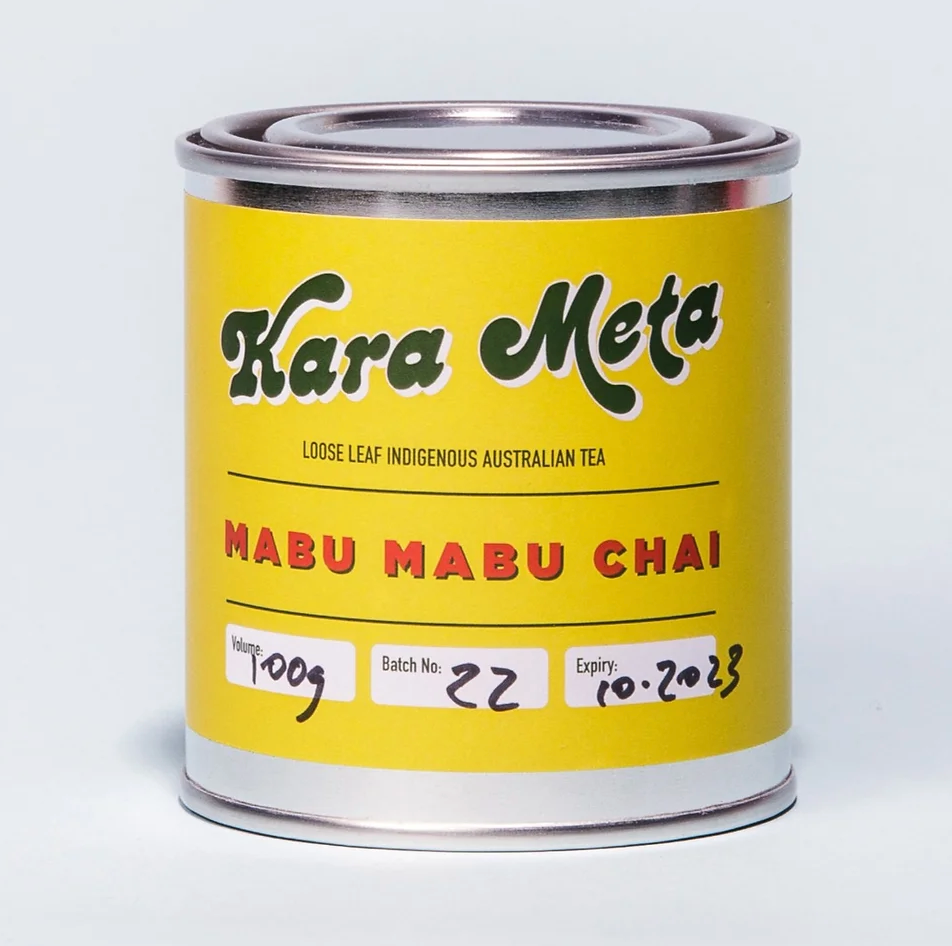 Kara Meta
LOOSE LEAF INDIGENOUS AUSTRALIAN TEA
MABU MABU CHAI
Volume: 100g
Batch No: 22
Expiry: 10.2023